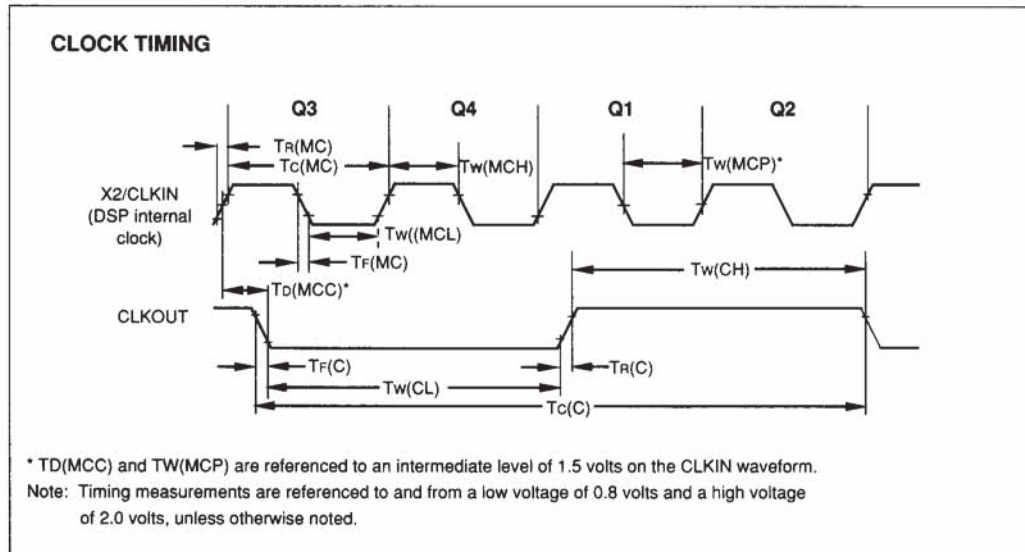 CLOCK TIMING
Q3 Q4 Q1 Q2
TR(MC)
TC(MC) TW(MCH) TW(MCP)*
X2/CLKIN
(DSP internal
clock)
TW((MCL)
TF(MC) TW(CH)
TD(MCC)*
CLKOUT
TF(C) TR(C)
TW(CL)
TC(C)
* TD(MCC) and TW(MCP) are referenced to an intermediate level of 1.5 volts on the CLKIN waveform.
Note: Timing measurements are referenced to and from a low voltage of 0.8 volts and a high voltage
of 2.0 volts, unless otherwise noted.